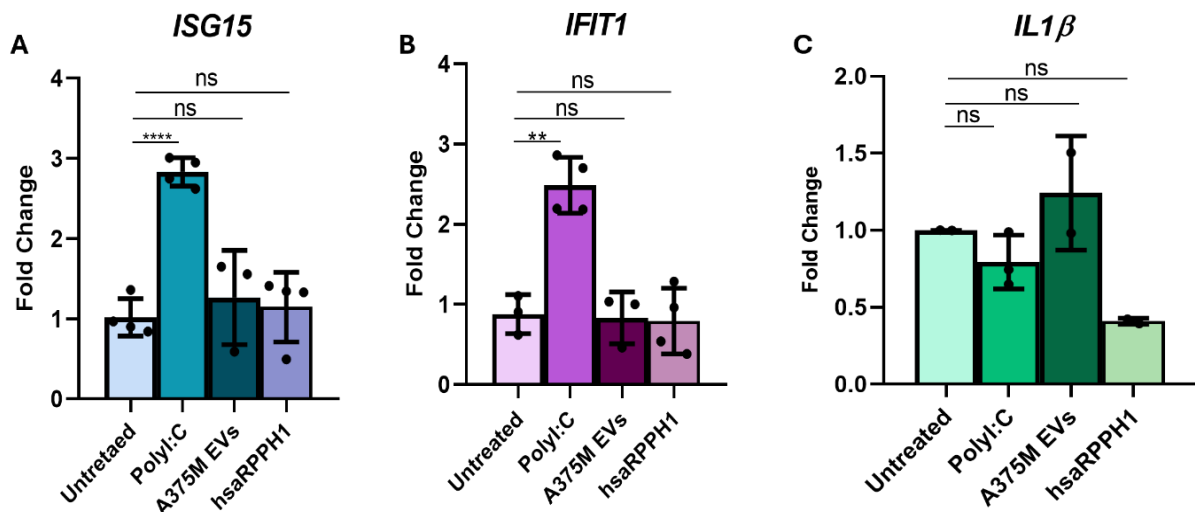 A
ISG15
Fold Change
4
3
2
1
0
ns
ns
****
Untretaed
PolyI:C
A375M EVs
hsaRPPH1
B
IFIT1
Fold Change
4
3
2
1
0
ns
ns
**
Untreated
PolyI:C
A375M EVs
hsaRPPH1
C
IL1β
Fold Change
2.0
1.5
1.0
0.5
0.0
ns
ns
ns
Untreated
PolyI:C
A375M EVs
hsaRPPH1